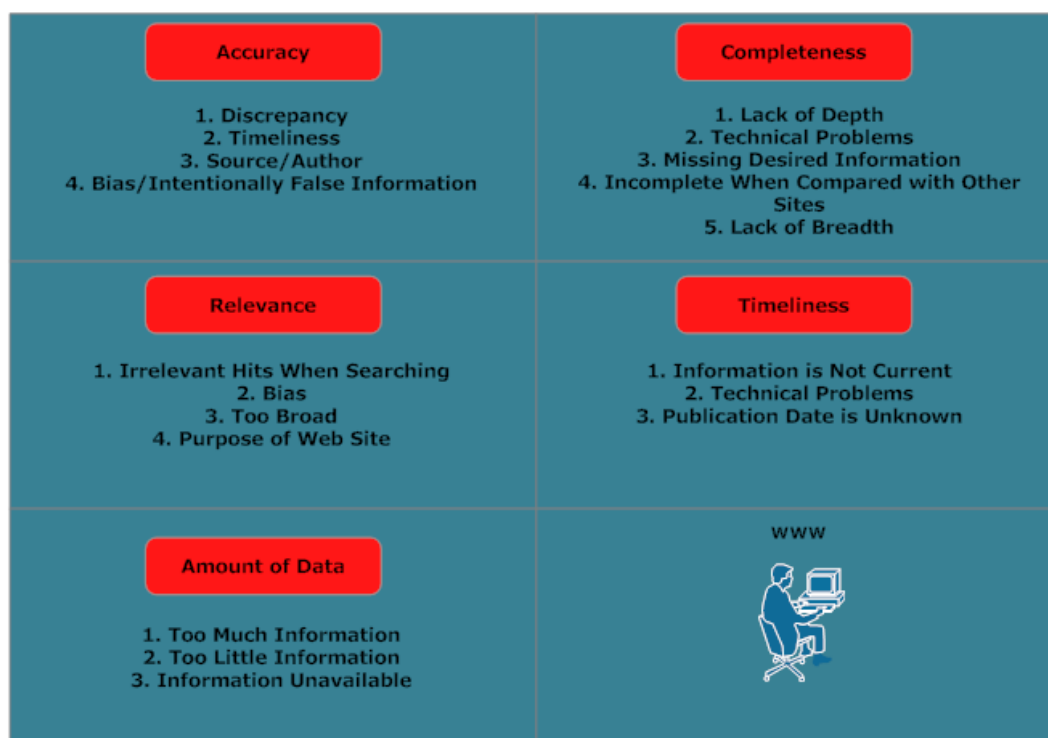 Accuracy
1. Discrepancy
2. Timeliness
3. Source/Author
4. Bias/Intentionally False Information
Completeness
1. Lack of Depth
2. Technical Problems
3. Missing Desired Information
4. Incomplete When Compared with Other
Sites
5. Lack of Breadth
Relevance
1. Irrelevant Hits When Searching
2. Bias
3. Too Broad
4. Purpose of Web Site
Timeliness
1. Information is Not Current
2. Technical Problems
3. Publication Date is Unknown
Amount of Data
1. Too Much Information
2. Too Little Information
3. Information Unavailable
WWW